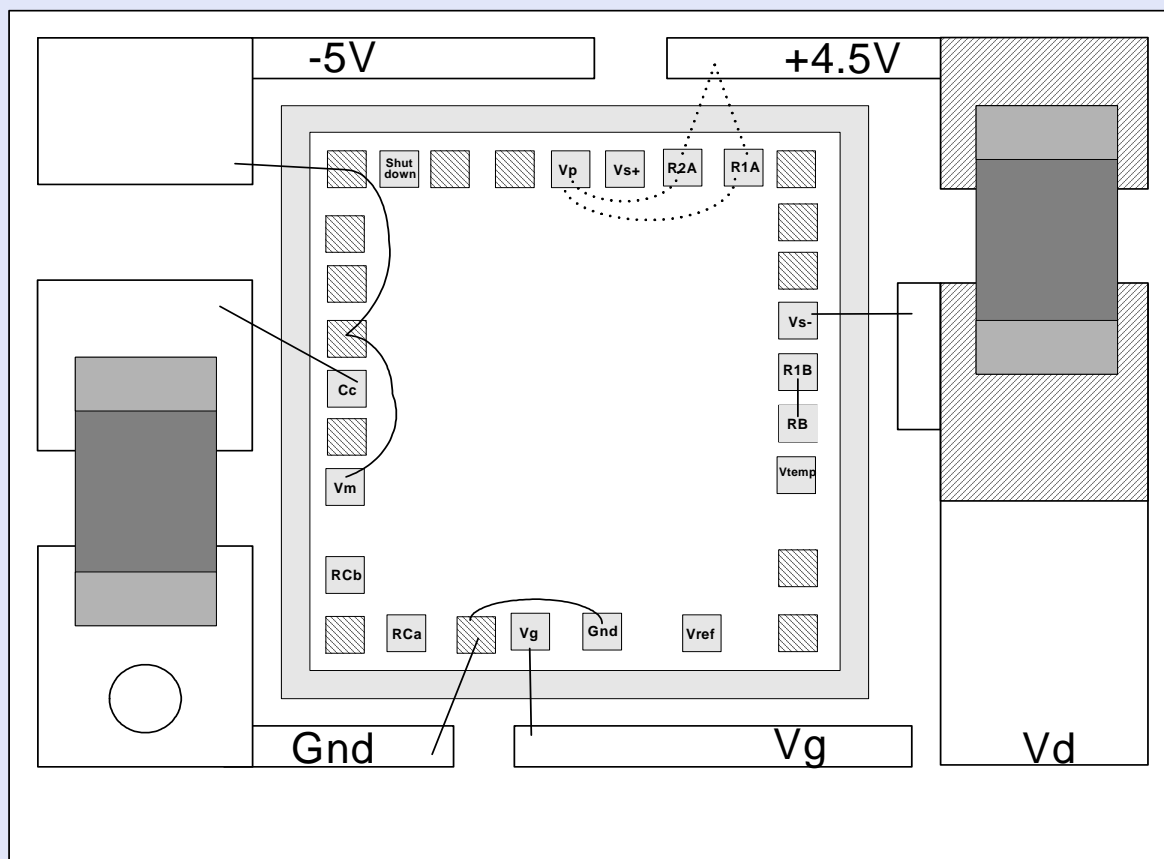 -5V
+4.5V
Shut
down
Vp
Vs+
R2A
R1A
Vs-
R1B
Cc
RB
Vtemp
Vm
RCb
RCa
Vg
Gnd
Vref
Gnd
Vg
Vd